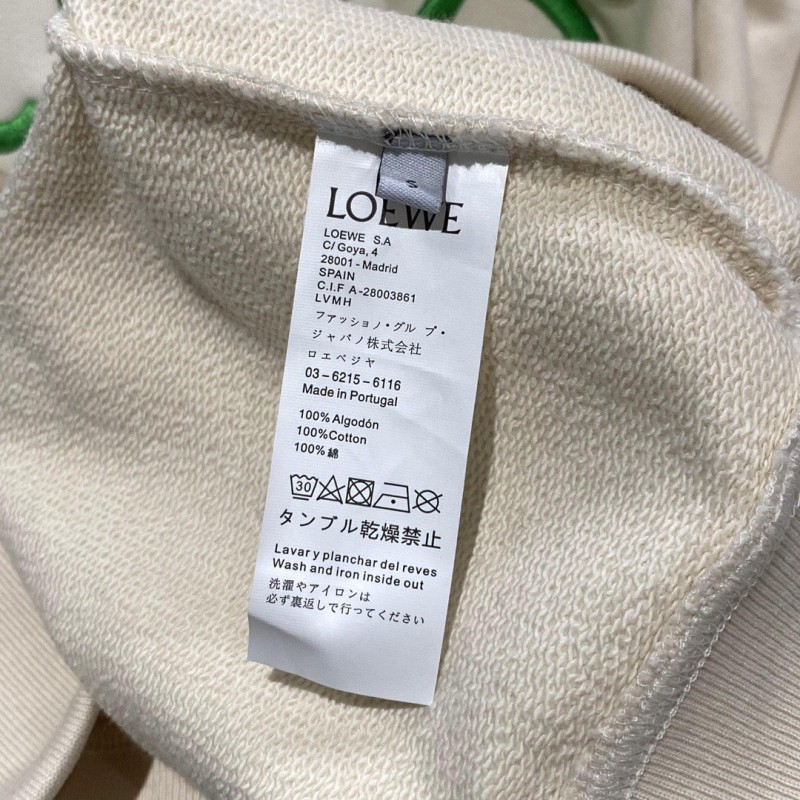 S
LOEWE
LOEWE S.A
C/ Goya, 4
28001 - Madrid
SPAIN
C.I.F A-28003861
LVMH
ファッショノ・グル プ・
ジャパノ株式会社
ロエベジヤ
03-6215-6116
Made in Portugal
100% Algodón
100%Cotton
100% 綿
30
タンブル乾燥禁止
Lavar y planchar del reves
Wash and iron inside out
洗濯やアイロンは
必ず裏返しで行ってください